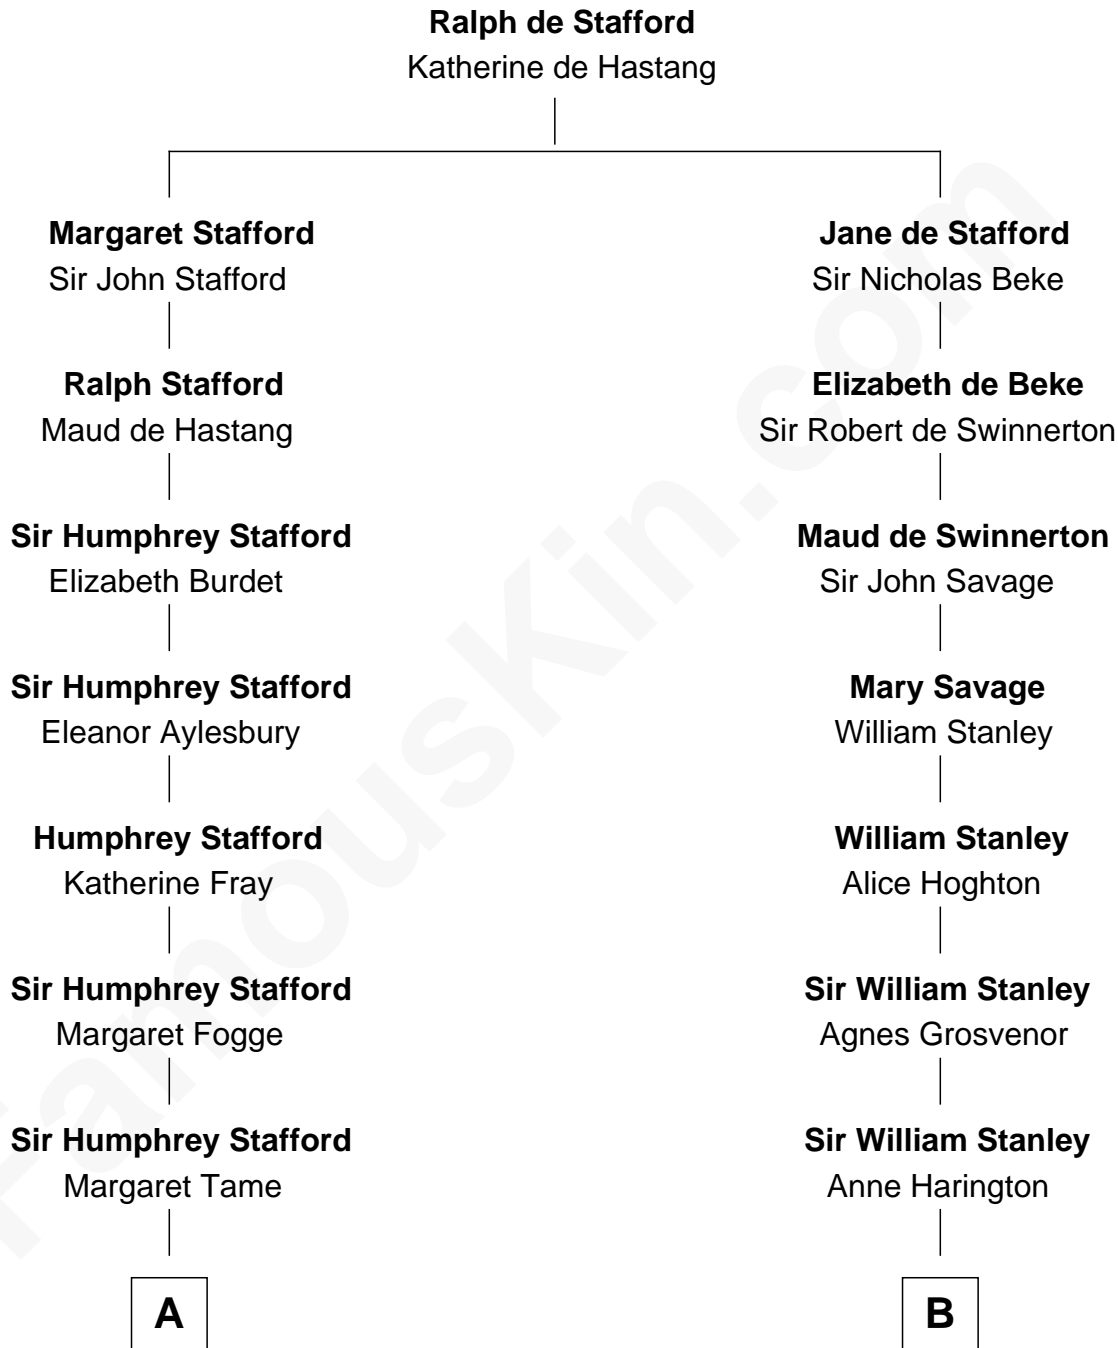 Ralph de Stafford
Katherine de Hastang
Margaret Stafford
Sir John Stafford
Ralph Stafford
Maud de Hastang
Sir Humphrey Stafford
Elizabeth Burdet
Sir Humphrey Stafford
Eleanor Aylesbury
Humphrey Stafford
Katherine Fray
Sir Humphrey Stafford
Margaret Fogge
Sir Humphrey Stafford
Margaret Tame
A
Jane de Stafford
Sir Nicholas Beke
Elizabeth de Beke
Sir Robert de Swinnerton
Maud de Swinnerton
Sir John Savage
Mary Savage
William Stanley
William Stanley
Alice Hoghton
Sir William Stanley
Agnes Grosvenor
Sir William Stanley
Anne Harington
B
FamousKin.com